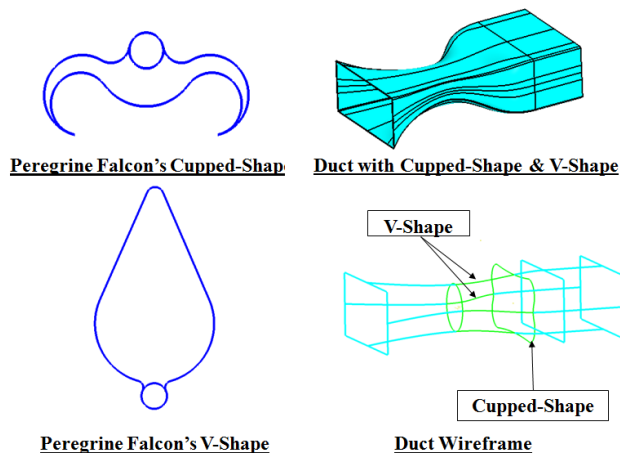 Peregrine Falcon's Cupped-Shape
Duct with Cupped-Shape & V-Shape
V-Shape
Cupped-Shape
Peregrine Falcon's V-Shape
Duct Wireframe